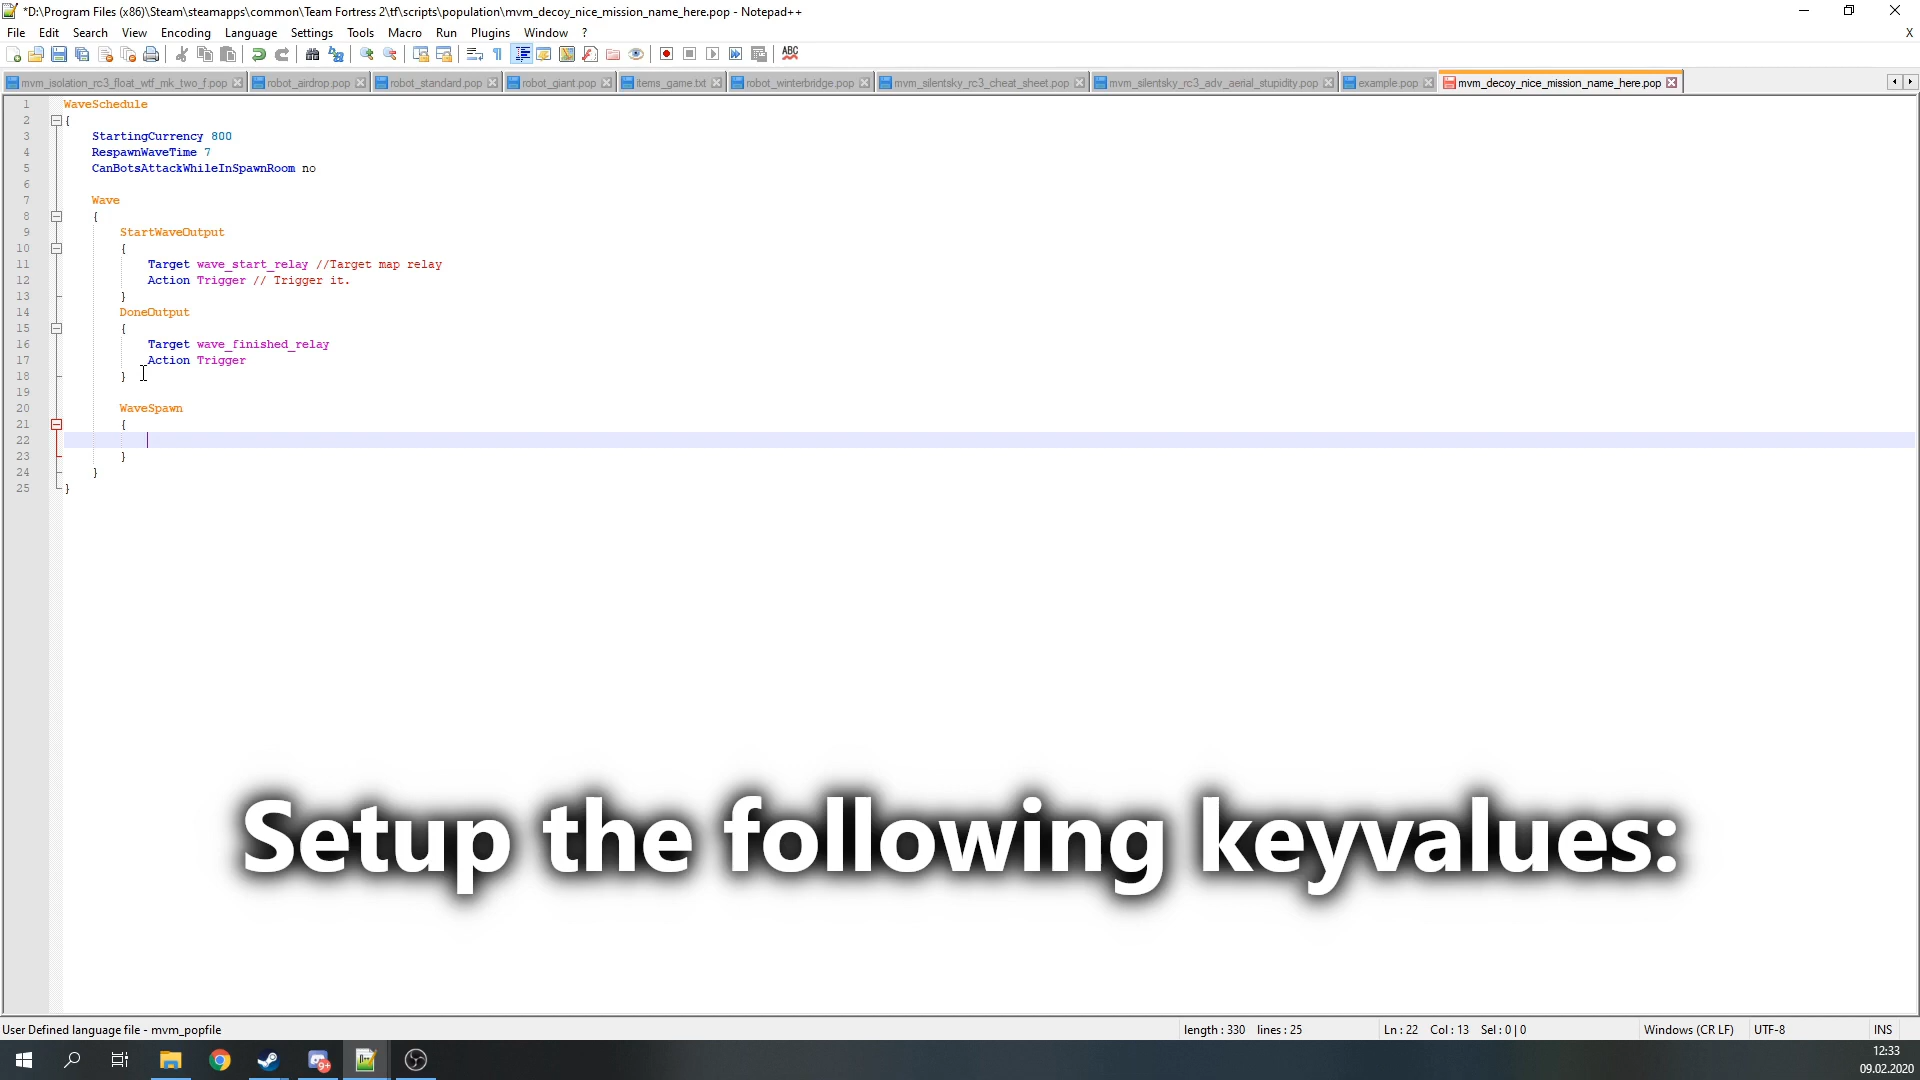 *D:\Program Files (x86)\Steam\steamapps\common\Team Fortress 2\tf\scripts\population\mvm_decoy_nice_mission_name_here.pop - Notepad++
File Edit Search View Encoding Language Settings Tools Macro Run Plugins Window ? X
ABC
mvm_isolation_rc3_float_wtf_mk_two_f.pop robot_airdrop.pop robot_standard.pop robot_giant.pop items_game.txt robot_winterbridge.pop mvm_silentsky_rc3_cheat_sheet.pop mvm_silentsky_rc3_adv_aerial_stupidity.pop example.pop mvm_decoy_nice_mission_name_here.pop
1 WaveSchedule
2 {
3 StartingCurrency 800
4 RespawnWaveTime 7
5 CanBotsAttackWhileInSpawnRoom no
6
7 Wave
8 {
9 StartWaveOutput
10 {
11 Target wave_start_relay //Target map relay
12 Action Trigger // Trigger it.
13 }
14 DoneOutput
15 {
16 Target wave_finished_relay
17 Action Trigger
18 }
19
20 WaveSpawn
21 {
22
23 }
24 }
25 }
Setup the following keyvalues:
User Defined language file - mvm_popfile length : 330 lines : 25 Ln : 22 Col : 13 Sel : 0 | 0 Windows (CR LF) UTF-8 INS
9+
12:33
09.02.2020